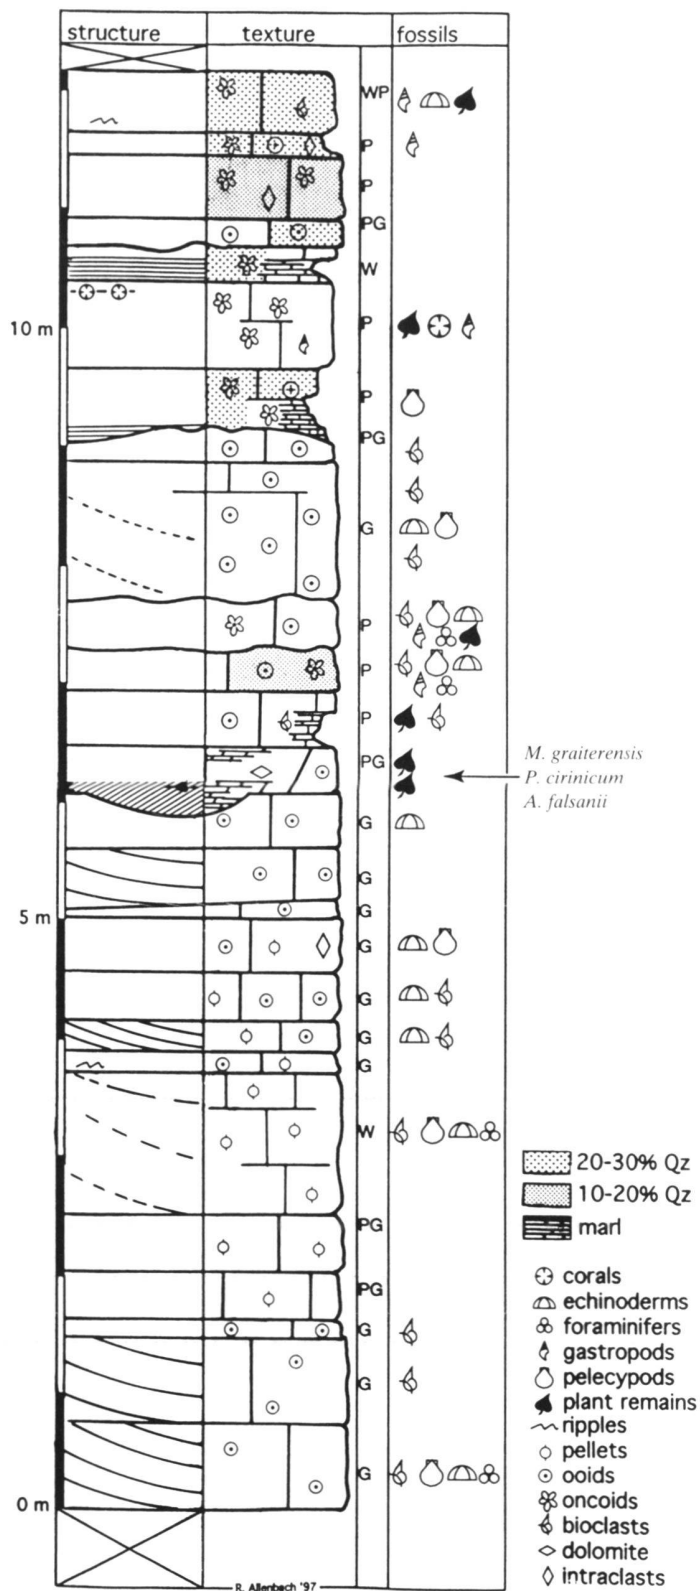 structure texture fossils
WP
P
P
PG
W
10 m P
P
PG
G
P
P
P
PG
M. graiterensis
P. cirinicum
A. falsanii
G
G
5 m G
G
G
G
G
W
20-30% Qz
10-20% Qz
marl
PG
PG
G
G
G
0 m
corals
echinoderms
foraminifers
gastropods
pelecypods
plant remains
ripples
pellets
ooids
oncoids
bioclasts
dolomite
intraclasts
R. Allenbach '97